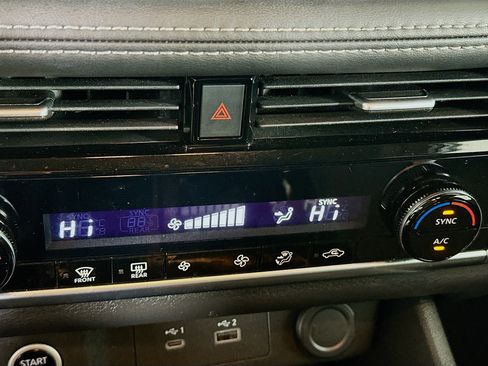 SYNC SYNC SYNC
Hi 88 Hi
REAR
SYNC
A/C
FRONT REAR
1 2
START